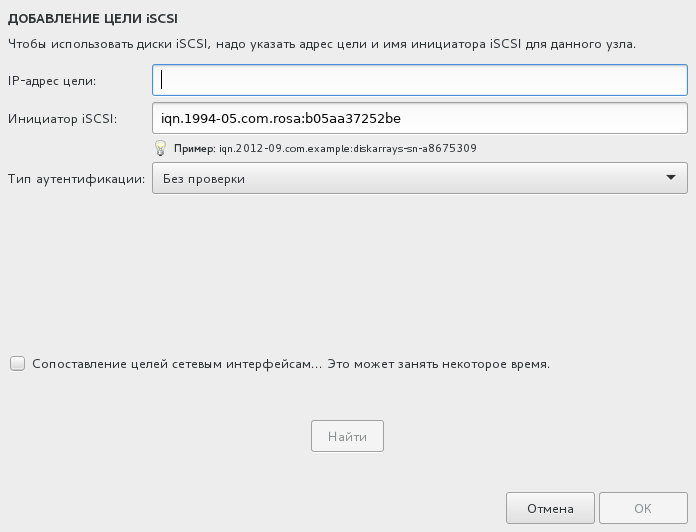 ДОБАВЛЕНИЕ ЦЕЛИ iSCSI
Чтобы использовать диски iSCSI, надо указать адрес цели и имя инициатора iSCSI для данного узла.
IP-адрес цели:
Инициатор iSCSI: iqn.1994-05.com.rosa:b05aa37252be
Пример: iqn.2012-09.com.example:diskarrays-sn-a8675309
Тип аутентификации: Без проверки
Сопоставление целей сетевым интерфейсам... Это может занять некоторое время.
Найти
Отмена OK